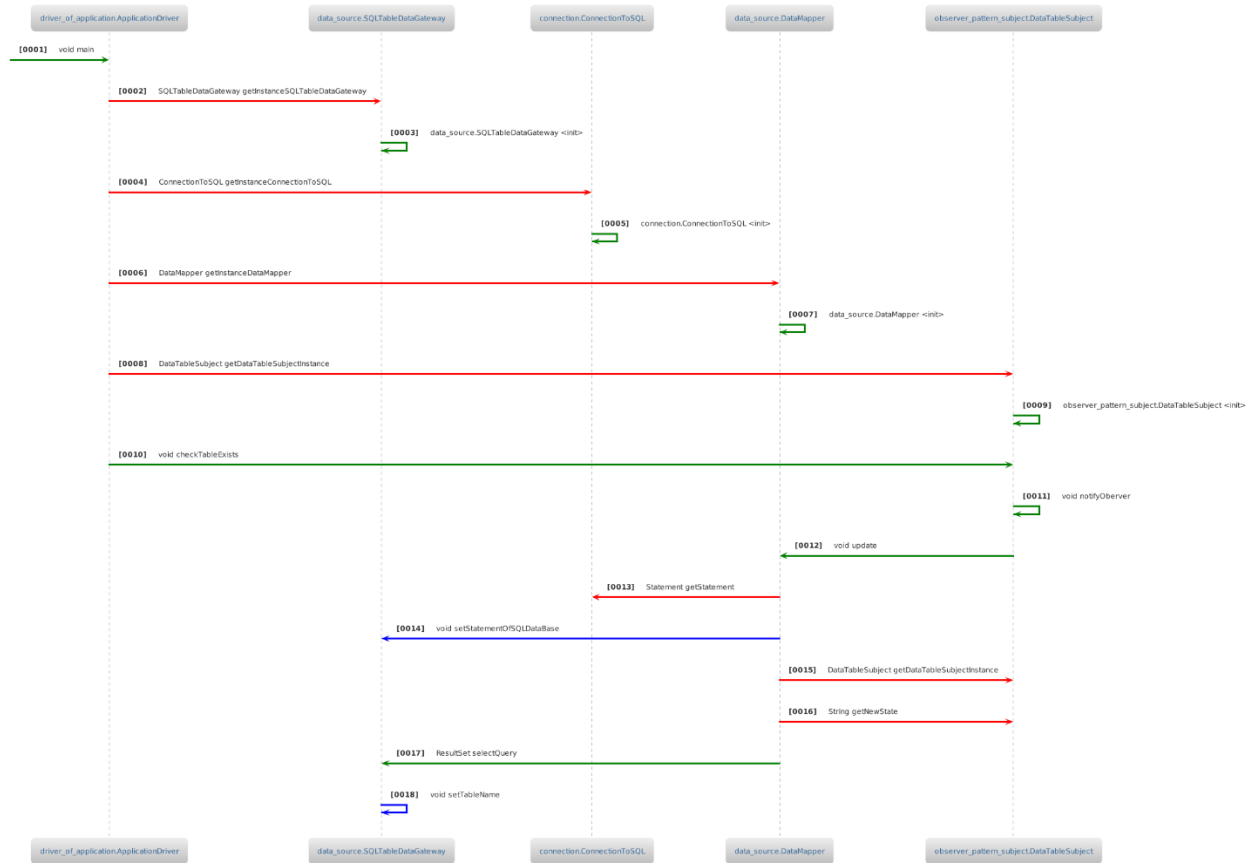 driver_of_application.ApplicationDriver data_source.SQLTableDataGateway connection.ConnectionToSQL data_source.DataMapper observer_pattern_subject.DataTableSubject
[0001] void main
[0002] SQLTableDataGateway getInstanceSQLTableDataGateway
[0003] data_source.SQLTableDataGateway <init>
[0004] ConnectionToSQL getInstanceConnectionToSQL
[0005] connection.ConnectionToSQL <init>
[0006] DataMapper getInstanceDataMapper
[0007] data_source.DataMapper <init>
[0008] DataTableSubject getDataTableSubjectInstance
[0009] observer_pattern_subject.DataTableSubject <init>
[0010] void checkTableExists
[0011] void notifyOberver
[0012] void update
[0013] Statement getStatement
[0014] void setStatementOfSQLDataBase
[0015] DataTableSubject getDataTableSubjectInstance
[0016] String getNewState
[0017] ResultSet selectQuery
[0018] void setTableName
driver_of_application.ApplicationDriver data_source.SQLTableDataGateway connection.ConnectionToSQL data_source.DataMapper observer_pattern_subject.DataTableSubject